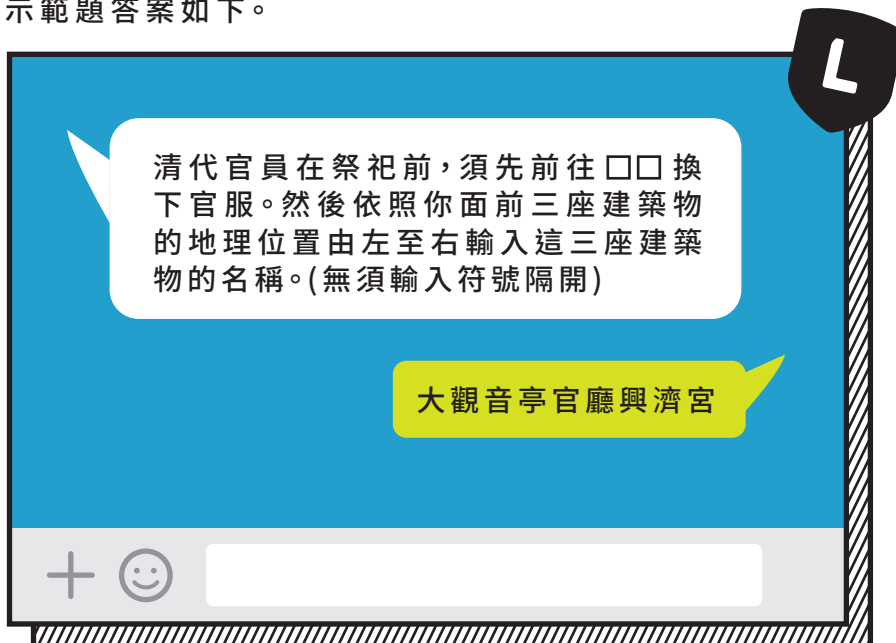 示範題答案如下。
L
清代官員在祭祀前,須先前往□□換
下官服。然後依照你面前三座建築物
的地理位置由左至右輸入這三座建築
物的名稱。(無須輸入符號隔開)
大觀音亭官廳興濟宮